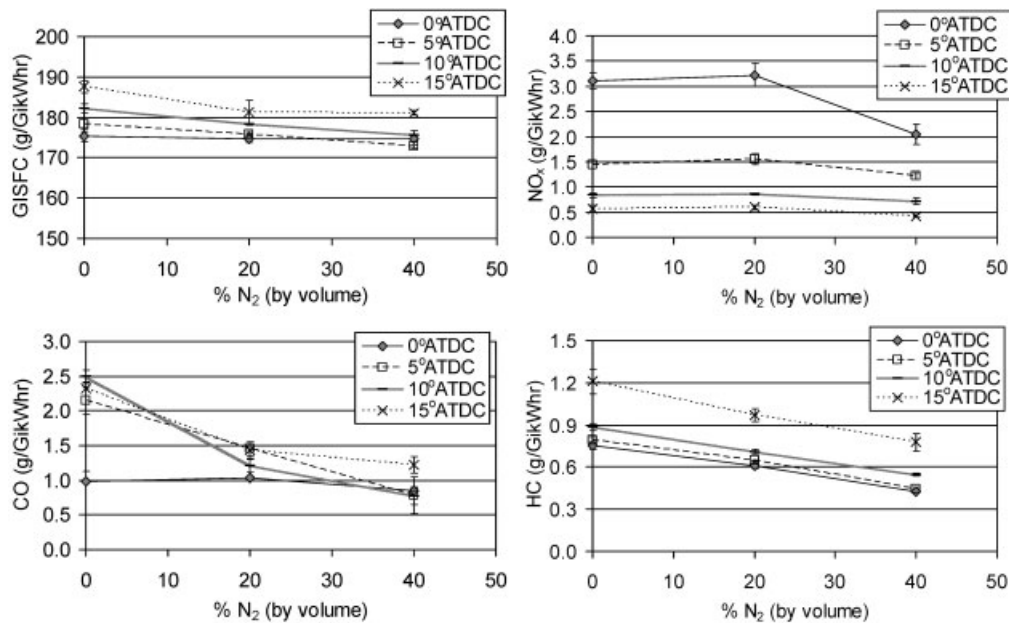 GISFC (g/GikWhr)
200
190
180
170
160
150
0 10 20 30 40 50
% N₂ (by volume)
0ºATDC
5ºATDC
10ºATDC
15ºATDC
NOₓ (g/GikWhr)
4.0
3.5
3.0
2.5
2.0
1.5
1.0
0.5
0.0
0 10 20 30 40 50
% N₂ (by volume)
0ºATDC
5ºATDC
10ºATDC
15ºATDC
CO (g/GikWhr)
3.0
2.5
2.0
1.5
1.0
0.5
0.0
0 10 20 30 40 50
% N₂ (by volume)
0ºATDC
5ºATDC
10ºATDC
15ºATDC
HC (g/GikWhr)
1.5
1.2
0.9
0.6
0.3
0.0
0 10 20 30 40 50
% N₂ (by volume)
0ºATDC
5ºATDC
10ºATDC
15ºATDC